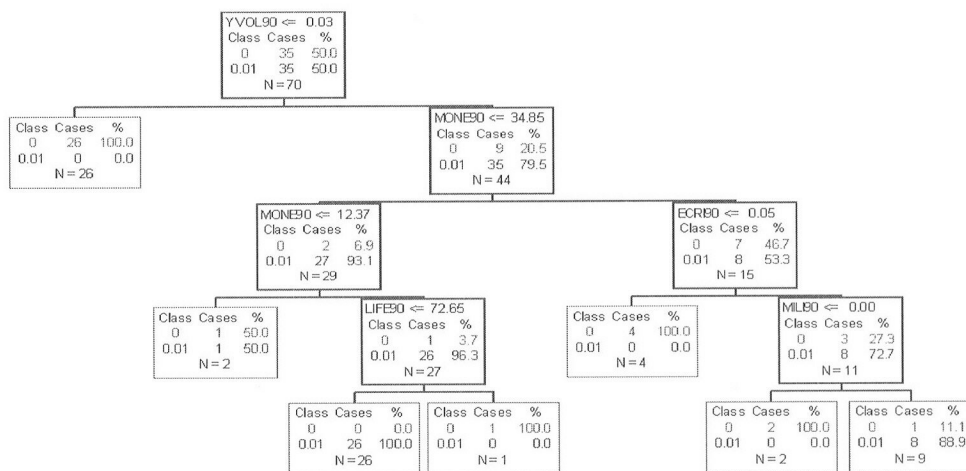 YVOL90 <= 0.03
Class Cases %
0 35 50.0
0.01 35 50.0
N = 70
Class Cases %
0 26 100.0
0.01 0 0.0
N = 26
MONE90 <= 34.85
Class Cases %
0 9 20.5
0.01 35 79.5
N = 44
MONE90 <= 12.37
Class Cases %
0 2 6.9
0.01 27 93.1
N = 29
ECRI90 <= 0.05
Class Cases %
0 7 46.7
0.01 8 53.3
N = 15
Class Cases %
0 1 50.0
0.01 1 50.0
N = 2
LIFE90 <= 72.65
Class Cases %
0 1 3.7
0.01 26 96.3
N = 27
Class Cases %
0 4 100.0
0.01 0 0.0
N = 4
MILI90 <= 0.00
Class Cases %
0 3 27.3
0.01 8 72.7
N = 11
Class Cases %
0 0 0.0
0.01 26 100.0
N = 26
Class Cases %
0 1 100.0
0.01 0 0.0
N = 1
Class Cases %
0 2 100.0
0.01 0 0.0
N = 2
Class Cases %
0 1 11.1
0.01 8 88.9
N = 9